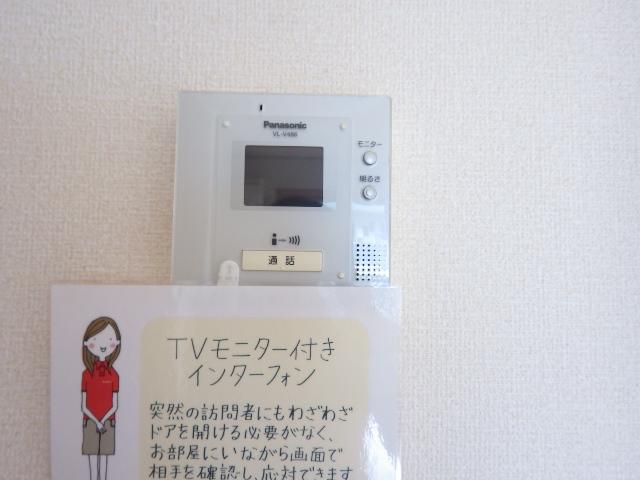 Panasonic
VL-V486
モニター
明るさ
通話
TVモニター付き
インターフォン
突然の訪問者にもわざわざ
ドアを開ける必要がなく、
お部屋にいながら画面で
相手を確認し、応対できます